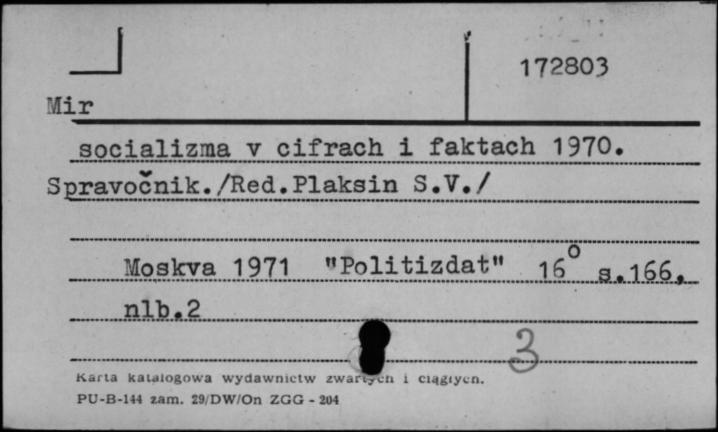 172803
Mir
socializma v cifrach i faktach 1970.
Spravočnik./Red.Plaksin S.V./
Moskva 1971 "Politizdat" 16° s.166,
nlb.2
3
Karta katalogowa wydawnictw zwartych i ciągłych.
PU-B-144 zam. 29/DW/On ZGG - 204